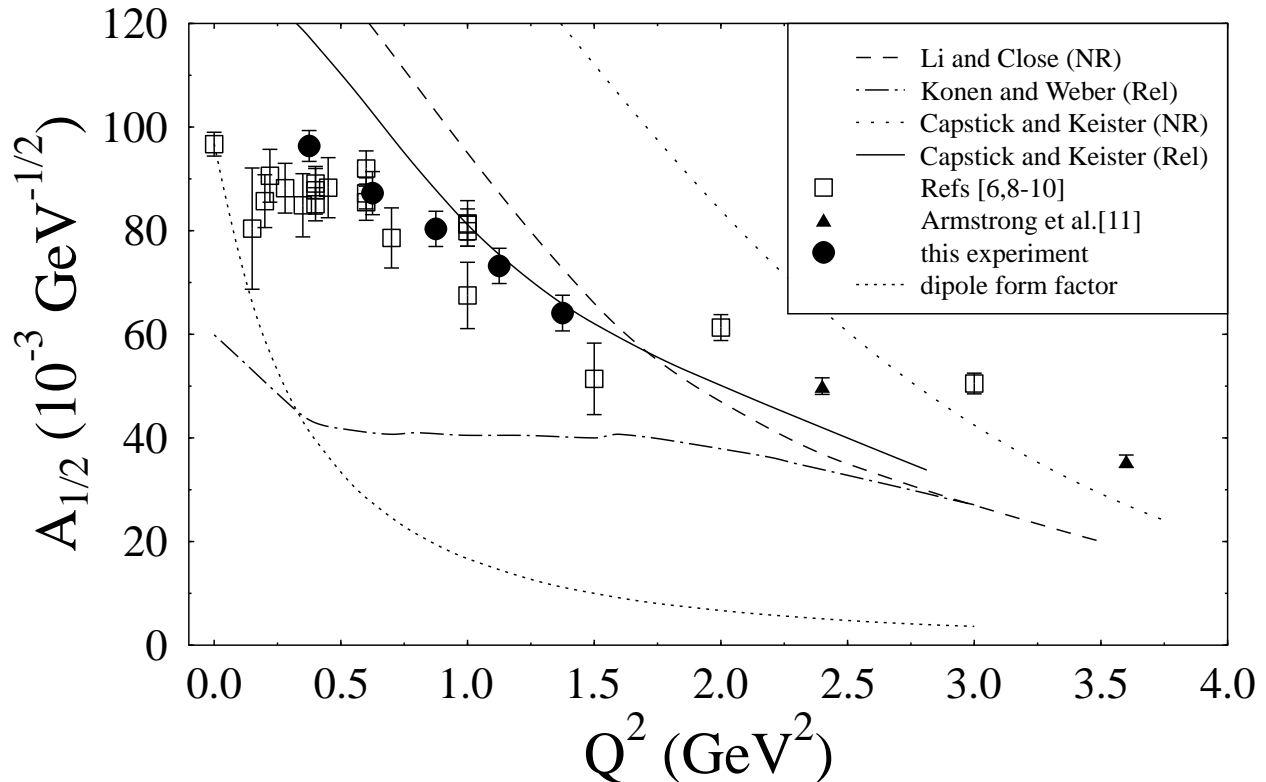 120
100
80
60
40
20
0
A1/2 (10-3 GeV-1/2)
Li and Close (NR)
Konen and Weber (Rel)
Capstick and Keister (NR)
Capstick and Keister (Rel)
Refs [6,8-10]
Armstrong et al.[11]
this experiment
dipole form factor
0.0 0.5 1.0 1.5 2.0 2.5 3.0 3.5 4.0
Q2 (GeV2)